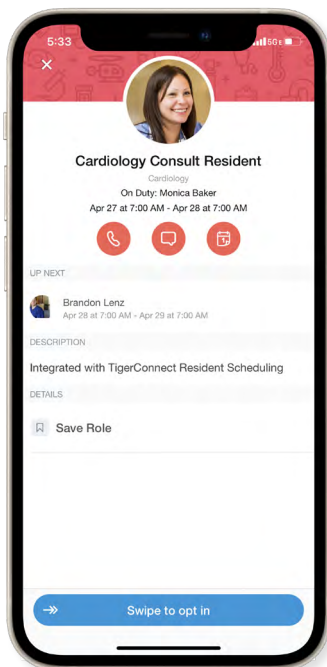 5:33
5G E
Cardiology Consult Resident
Cardiology
On Duty: Monica Baker
Apr 27 at 7:00 AM - Apr 28 at 7:00 AM
UP NEXT
Brandon Lenz
Apr 28 at 7:00 AM - Apr 29 at 7:00 AM
DESCRIPTION
Integrated with TigerConnect Resident Scheduling
DETAILS
Save Role
Swipe to opt in